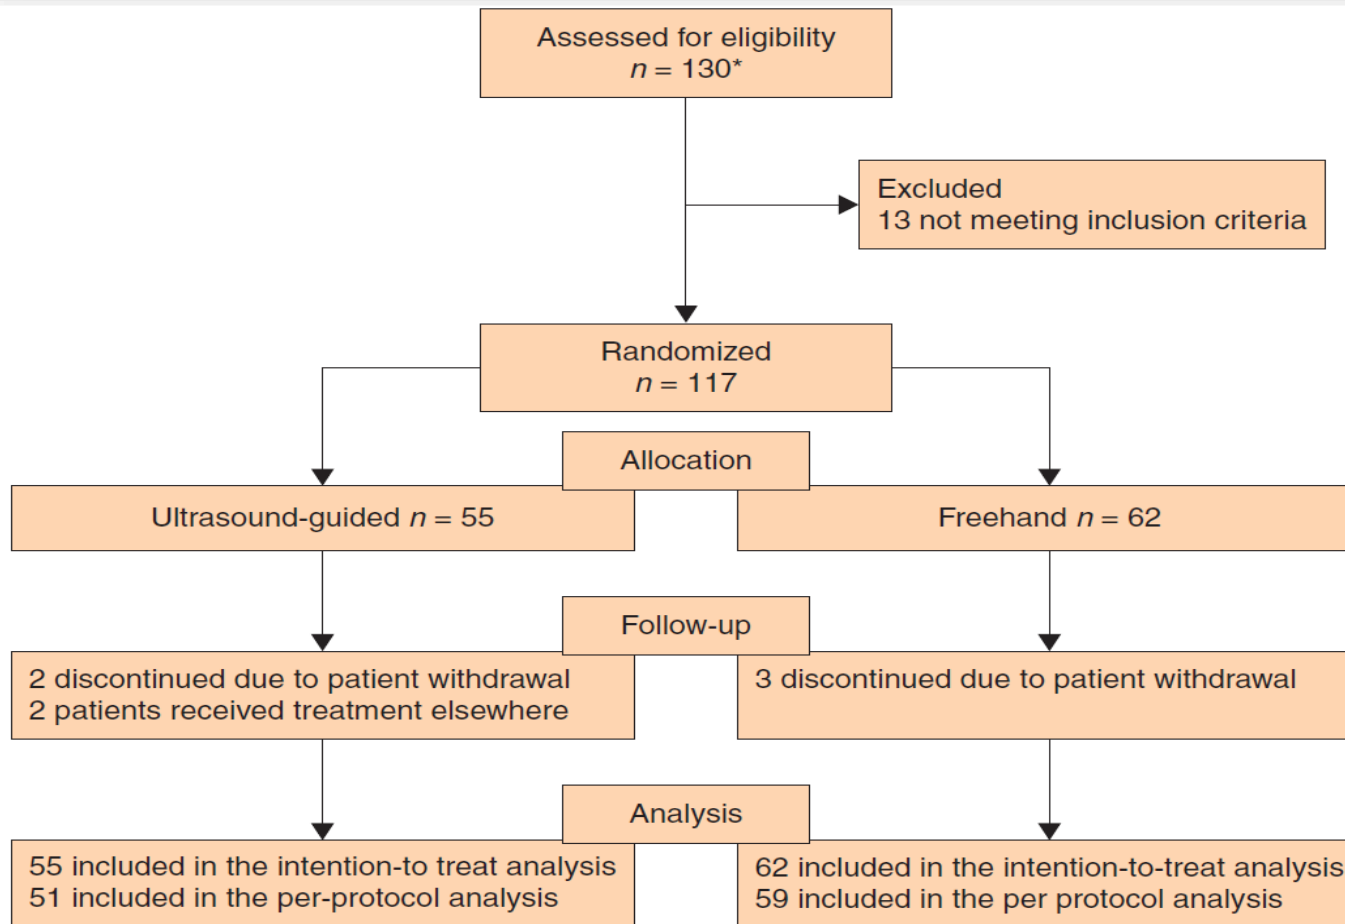 Assessed for eligibility
n = 130*
Excluded
13 not meeting inclusion criteria
Randomized
n = 117
Allocation
Ultrasound-guided n = 55
Freehand n = 62
Follow-up
2 discontinued due to patient withdrawal
2 patients received treatment elsewhere
3 discontinued due to patient withdrawal
Analysis
55 included in the intention-to treat analysis
51 included in the per-protocol analysis
62 included in the intention-to-treat analysis
59 included in the per protocol analysis